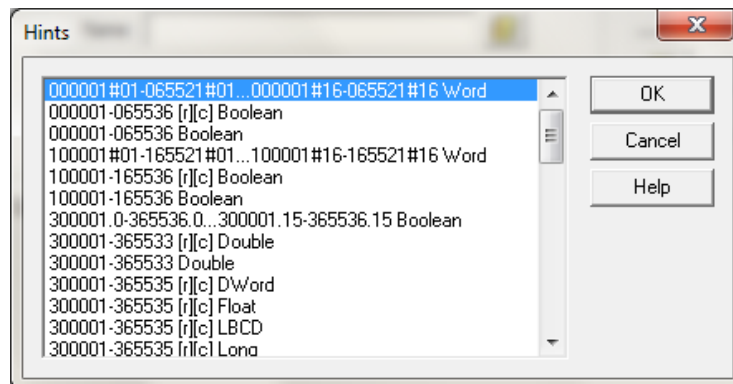 Hints
000001#01-065521#01...000001#16-065521#16 Word
000001-065536 [r][c] Boolean
000001-065536 Boolean
100001#01-165521#01...100001#16-165521#16 Word
100001-165536 [r][c] Boolean
100001-165536 Boolean
300001.0-365536.0...300001.15-365536.15 Boolean
300001-365533 [r][c] Double
300001-365533 Double
300001-365535 [r][c] DWord
300001-365535 [r][c] Float
300001-365535 [r][c] LBCD
300001-365535 [r][c] Long
OK
Cancel
Help